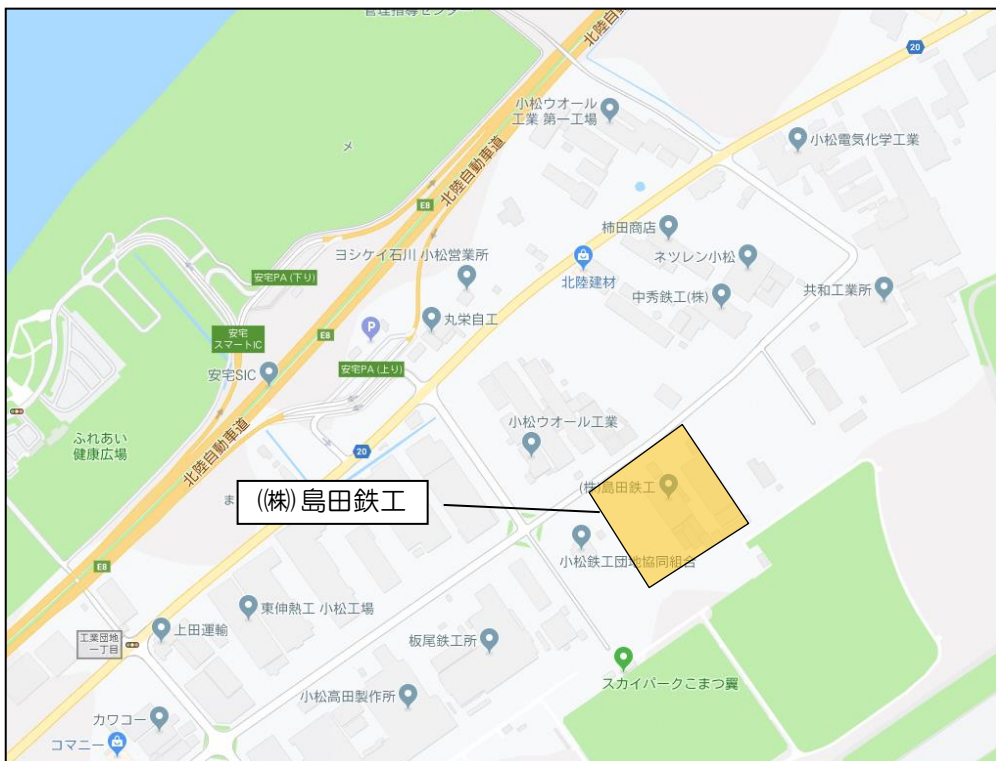 管理指導センター
北陸自動車道
20
小松ウオール
工業 第一工場
小松電気化学工業
北陸自動車道
E8
柿田商店
ヨシケイ石川 小松営業所
ネツレン小松
安宅PA (下り)
北陸建材
中秀鉄工(株)
共和工業所
丸栄自工
P
安宅
スマートIC
E8
安宅SIC
安宅PA (上り)
小松ウオール工業
ふれあい
健康広場
北陸自動車道
20
(株)島田鉄工
ま
((株)島田鉄工
小松鉄工団地協同組合
E8
東伸熱工 小松工場
上田運輸
工業団地
一丁目
板尾鉄工所
スカイパークこまつ翼
小松高田製作所
カワコー
コマニー